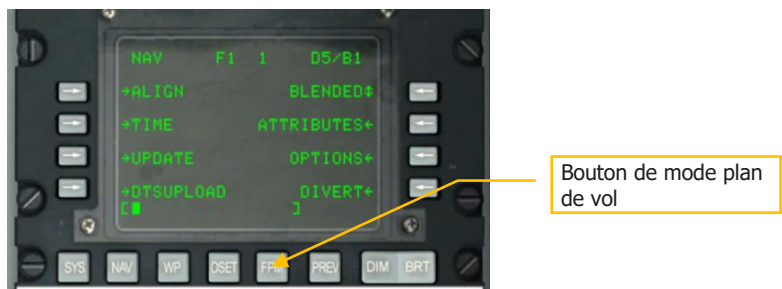 NAV F1 1 D5/B1
→ALIGN BLENDED↕
→TIME ATTRIBUTES←
→UPDATE OPTIONS←
→DTSUPLOAD DIVERT←
[ ]
SYS NAV WP OSET FPM PREV DIM BRT
Bouton de mode plan
de vol